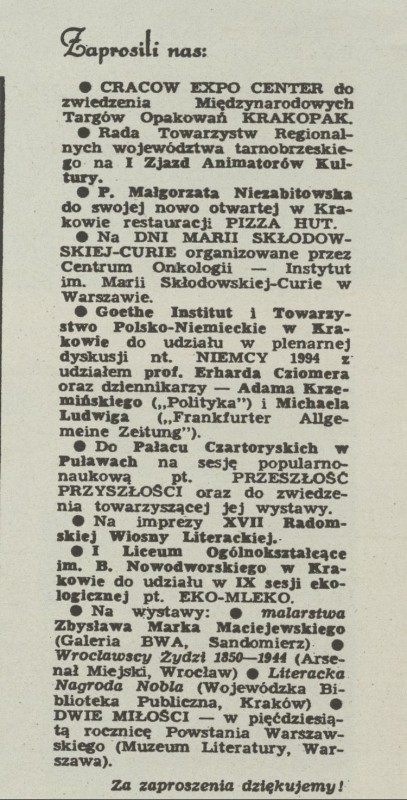 Zaprosili nas:
● CRACOW EXPO CENTER do
zwiedzenia Międzynarodowych
Targów Opakowań KRAKOPAK.
● Rada Towarzystw Regional-
nych województwa tarnobrzeskie-
go na I Zjazd Animatorów Kul-
tury.
● P. Małgorzata Niezabitowska
do swojej nowo otwartej w Kra-
kowie restauracji PIZZA HUT.
● Na DNI MARII SKŁODOW-
SKIEJ-CURIE organizowane przez
Centrum Onkologii — Instytut
im. Marii Skłodowskiej-Curie w
Warszawie.
● Goethe Institut i Towarzy-
stwo Polsko-Niemieckie w Kra-
kowie do udziału w plenarnej
dyskusji nt. NIEMCY 1994 z
udziałem prof. Erharda Cziomera
oraz dziennikarzy — Adama Krze-
mińskiego („Polityka") i Michaela
Ludwiga („Frankfurter Allge-
meine Zeitung").
● Do Pałacu Czartoryskich w
Puławach na sesję popularno-
naukową pt. PRZESZŁOŚĆ
PRZYSZŁOŚCI oraz do zwiedze-
nia towarzyszącej jej wystawy.
● Na imprezy XVII Radom-
skiej Wiosny Literackiej.
● I Liceum Ogólnokształcące
im. B. Nowodworskiego w Kra-
kowie do udziału w IX sesji eko-
logicznej pt. EKO-MLEKO.
● Na wystawy: ● malarstwa
Zbysława Marka Maciejewskiego
(Galeria BWA, Sandomierz) ●
Wrocławscy Żydzi 1850—1944 (Arse-
nał Miejski, Wrocław) ● Literacka
Nagroda Nobla (Wojewódzka Bi-
blioteka Publiczna, Kraków) ●
DWIE MIŁOŚCI — w pięćdziesią-
tą rocznicę Powstania Warszaw-
skiego (Muzeum Literatury, War-
szawa).
Za zaproszenia dziękujemy!